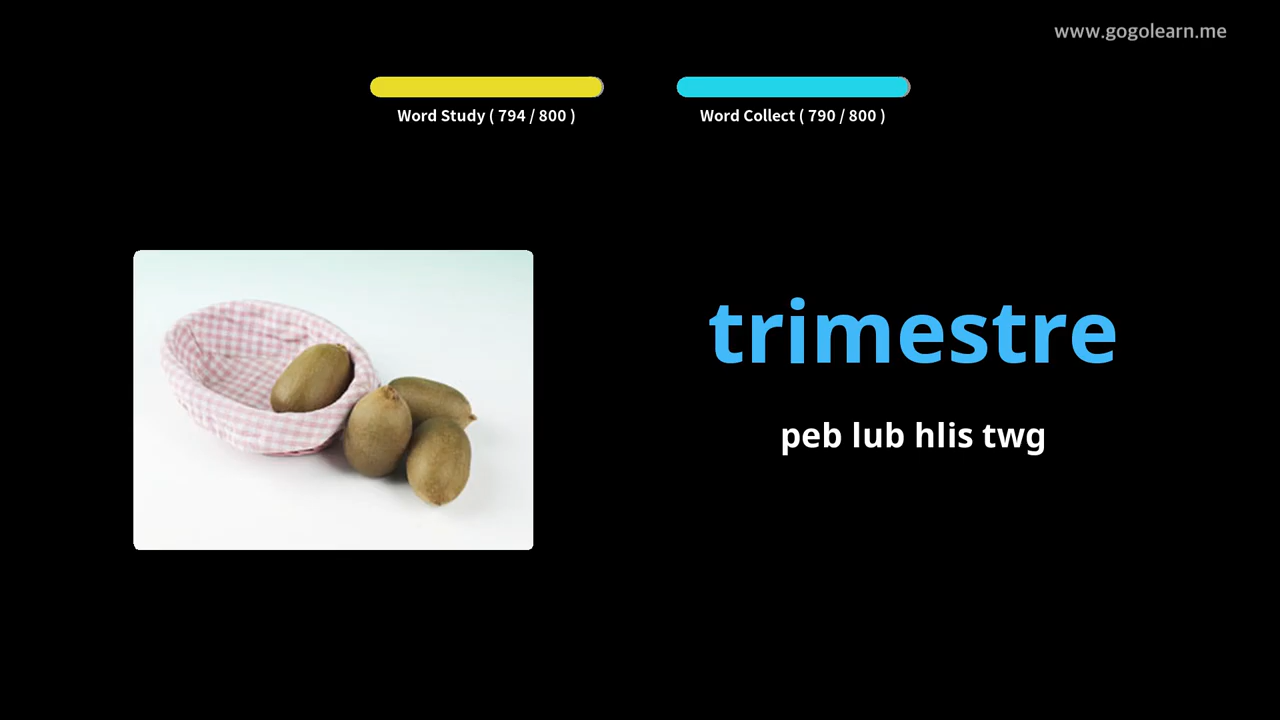 www.gogolearn.me
Word Study ( 794 / 800 )
Word Collect ( 790 / 800 )
trimestre
peb lub hlis twg